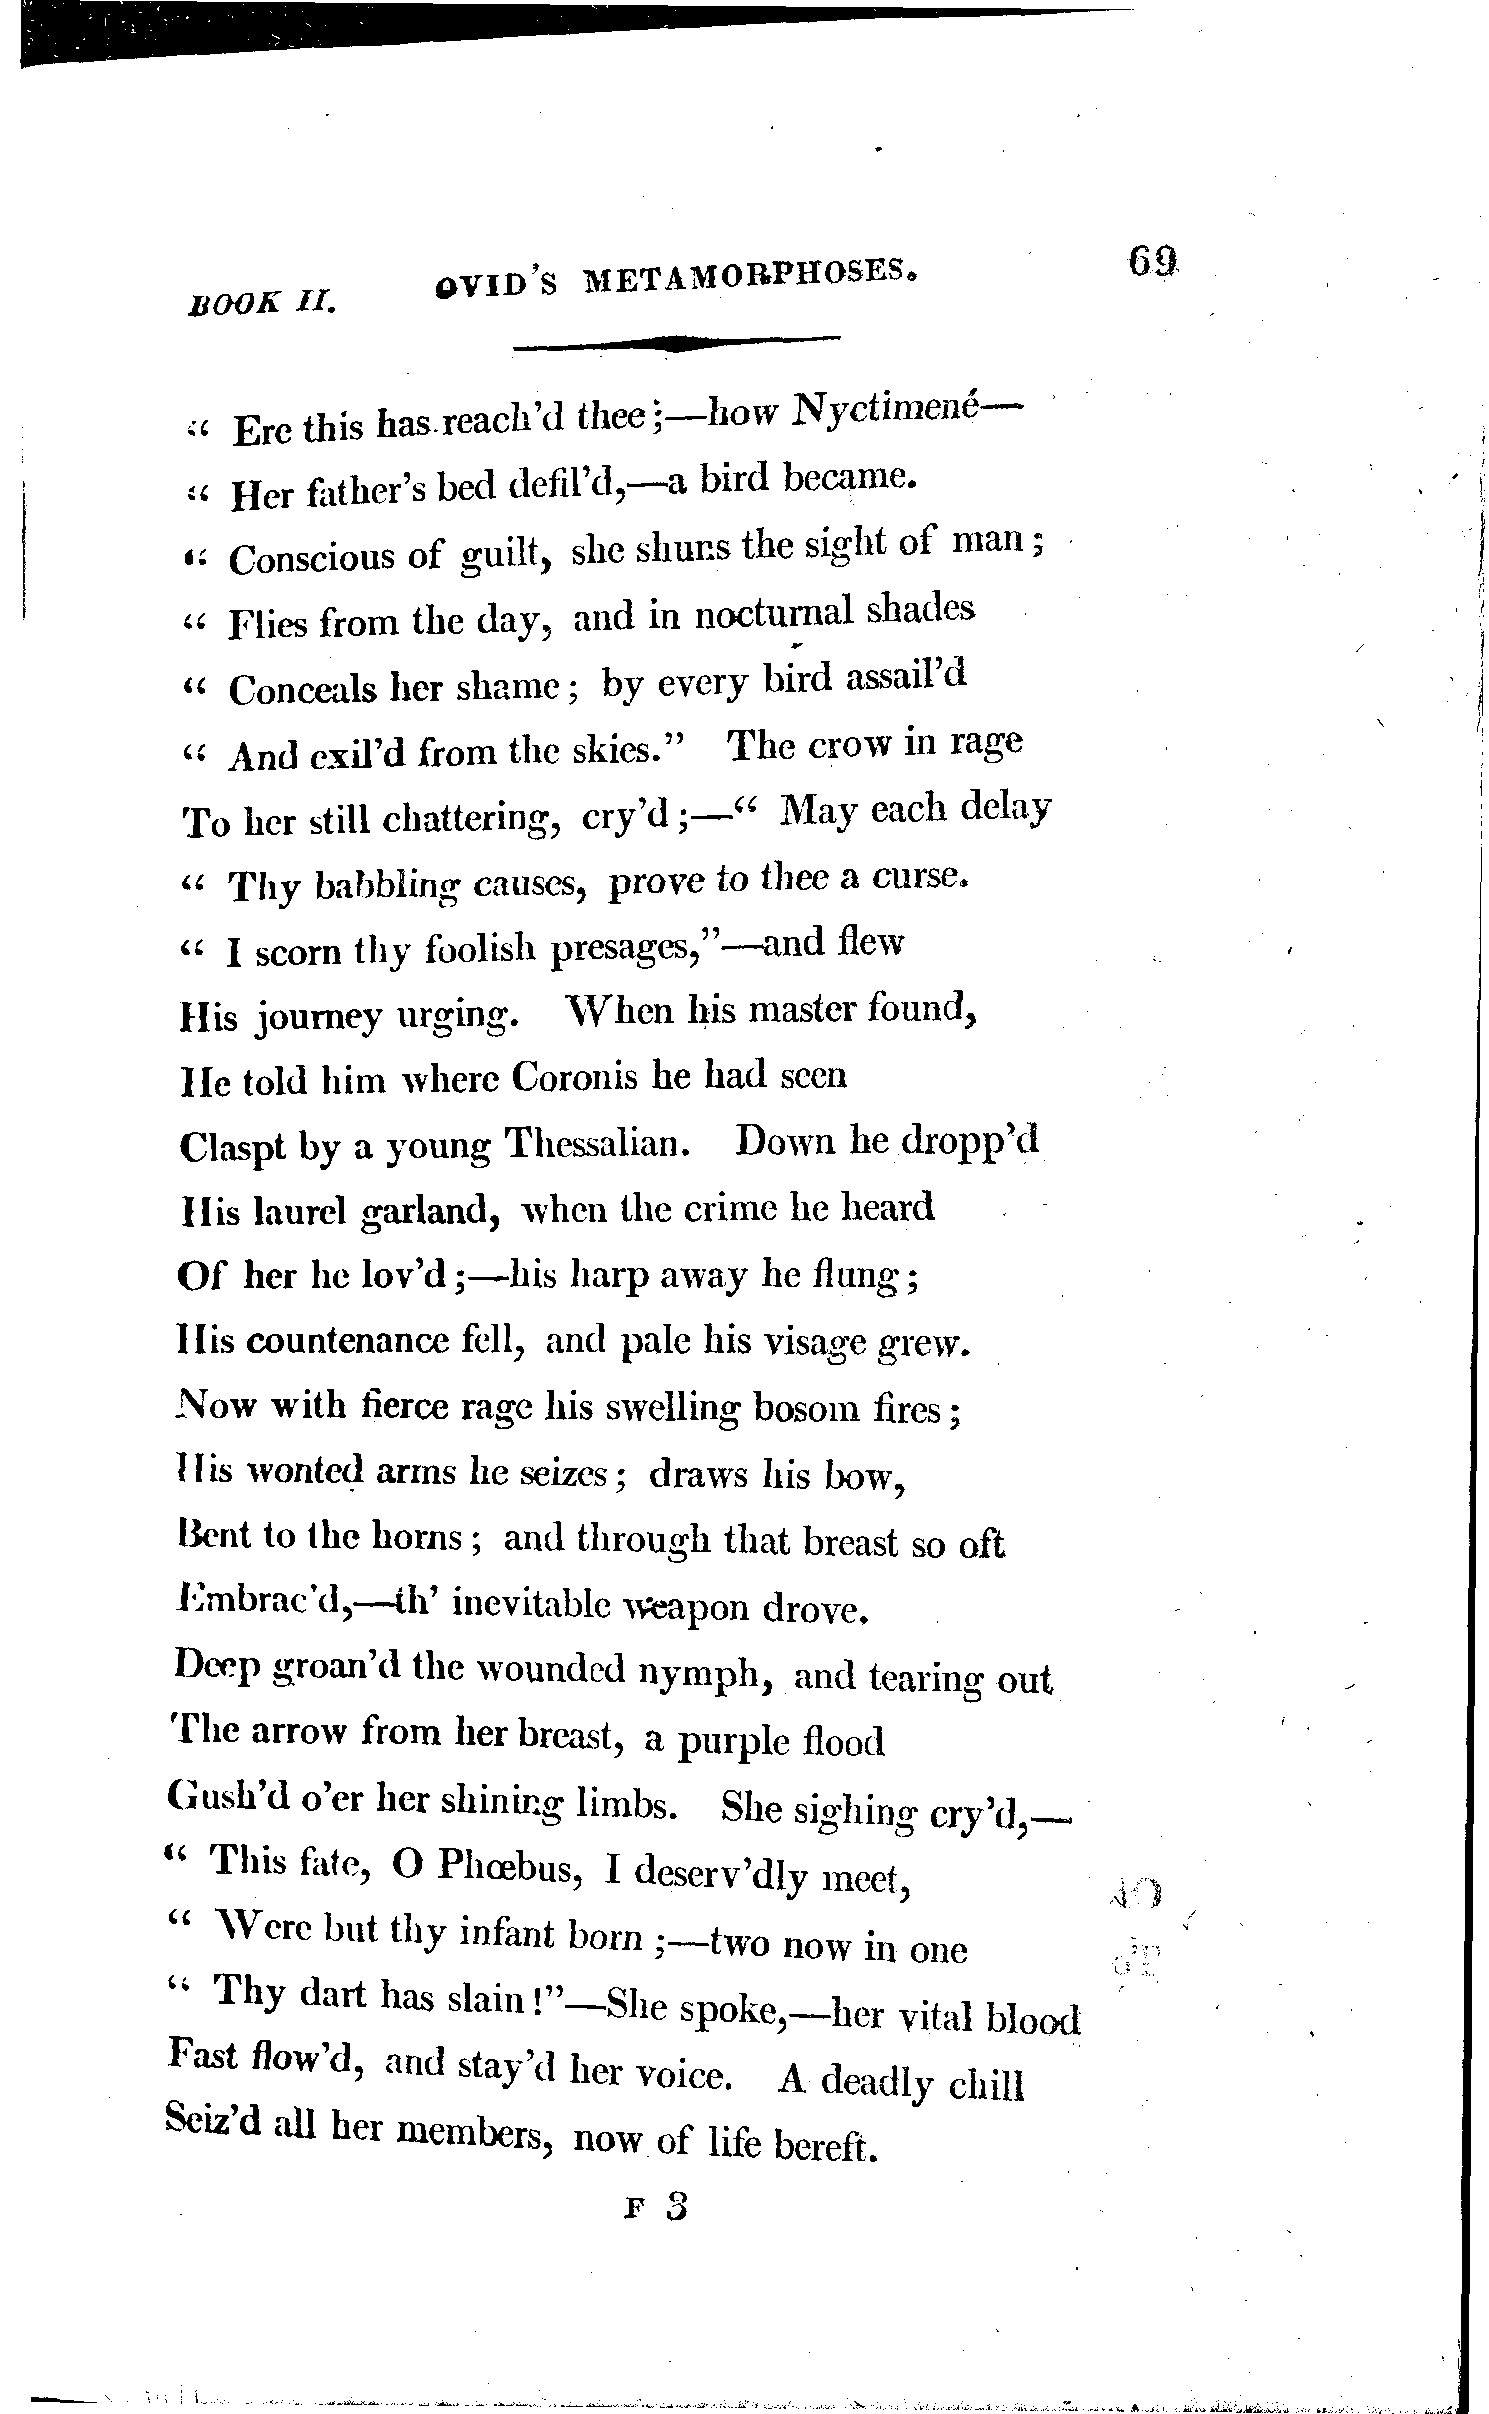 BOOK II. OVID'S METAMORPHOSES. 69
“ Ere this has reach'd thee;—how Nyctimené—
“ Her father's bed defil'd,—a bird became.
“ Conscious of guilt, she shuns the sight of man;
“ Flies from the day, and in nocturnal shades
“ Conceals her shame; by every bird assail'd
“ And exil'd from the skies.” The crow in rage
To her still chattering, cry'd;—“ May each delay
“ Thy babbling causes, prove to thee a curse.
“ I scorn thy foolish presages,”—and flew
His journey urging. When his master found,
He told him where Coronis he had seen
Claspt by a young Thessalian. Down he dropp'd
His laurel garland, when the crime he heard
Of her he lov'd;—his harp away he flung;
His countenance fell, and pale his visage grew.
Now with fierce rage his swelling bosom fires;
His wonted arms he seizes; draws his bow,
Bent to the horns; and through that breast so oft
Embrac'd,—th' inevitable weapon drove.
Deep groan'd the wounded nymph, and tearing out
The arrow from her breast, a purple flood
Gush'd o'er her shining limbs. She sighing cry'd,—
“ This fate, O Phœbus, I deserv'dly meet,
“ Were but thy infant born;—two now in one
“ Thy dart has slain!”—She spoke,—her vital blood
Fast flow'd, and stay'd her voice. A deadly chill
Seiz'd all her members, now of life bereft.
F 3